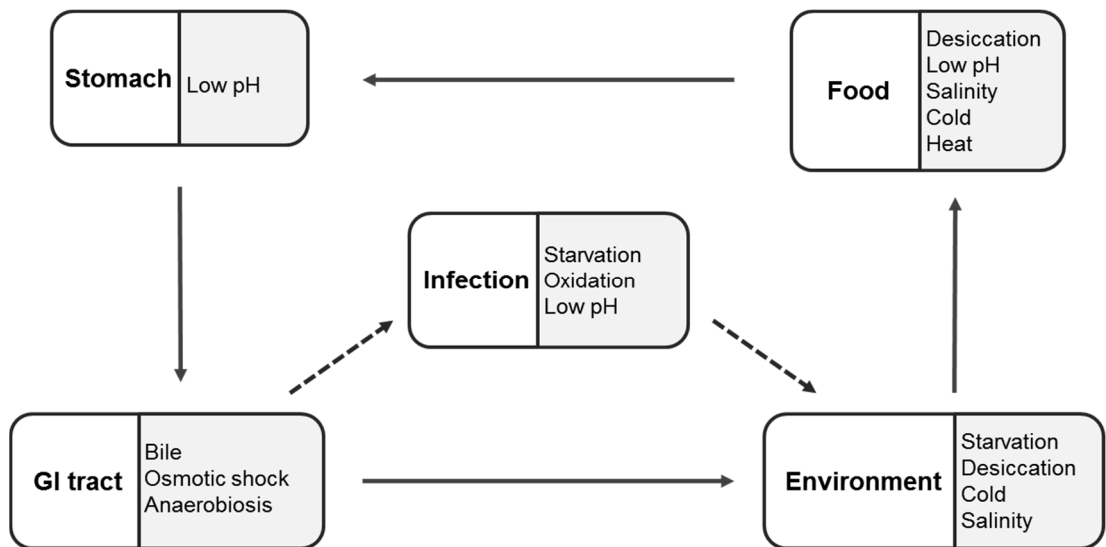 Stomach
Low pH
Food
Desiccation
Low pH
Salinity
Cold
Heat
Infection
Starvation
Oxidation
Low pH
GI tract
Bile
Osmotic shock
Anaerobiosis
Environment
Starvation
Desiccation
Cold
Salinity